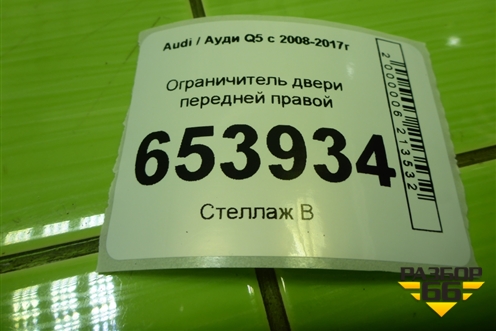 Audi / Ауди Q5 с 2008-2017г
Ограничитель двери
передней правой
653934
Стеллаж В
2000006213532
РАЗБОР
66